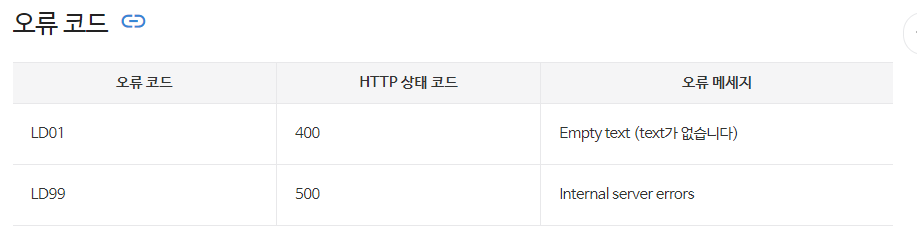 오류 코드
오류 코드 HTTP 상태 코드 오류 메세지
LD01 400 Empty text (text가 없습니다)
LD99 500 Internal server errors